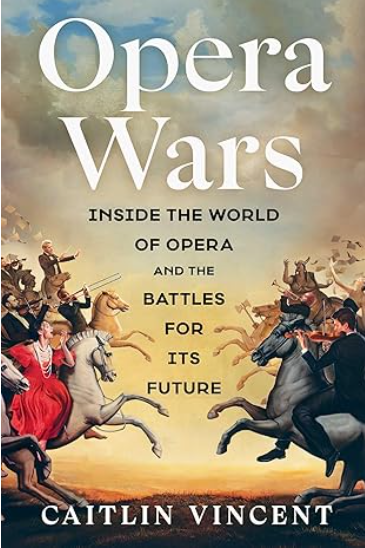 Opera
Wars
INSIDE THE WORLD
OF OPERA
AND THE
BATTLES
FOR
ITS
FUTURE
CAITLIN VINCENT